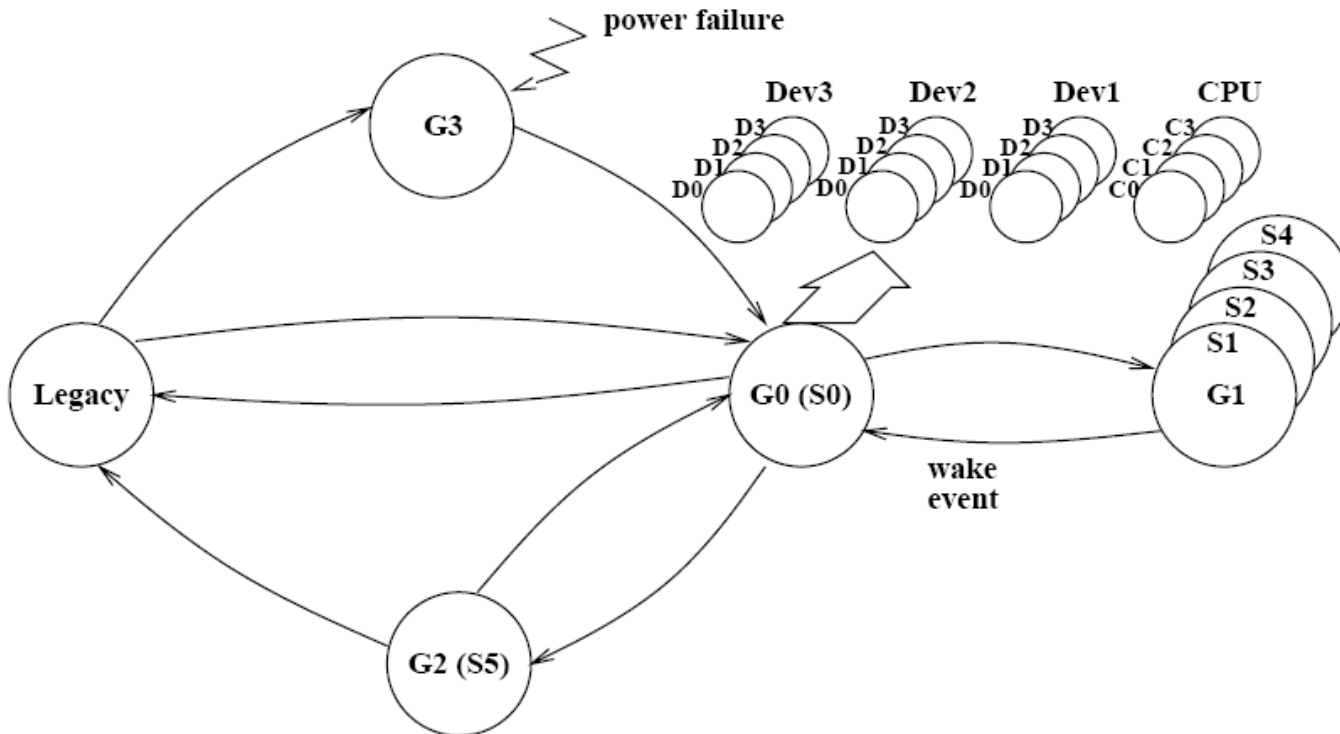 power failure
G3
Dev3
Dev2
Dev1
CPU
D3
D2
D1
D0
D3
D2
D1
D0
D3
D2
D1
D0
C3
C2
C1
C0
S4
S3
S2
S1
Legacy
G0 (S0)
G1
wake
event
G2 (S5)